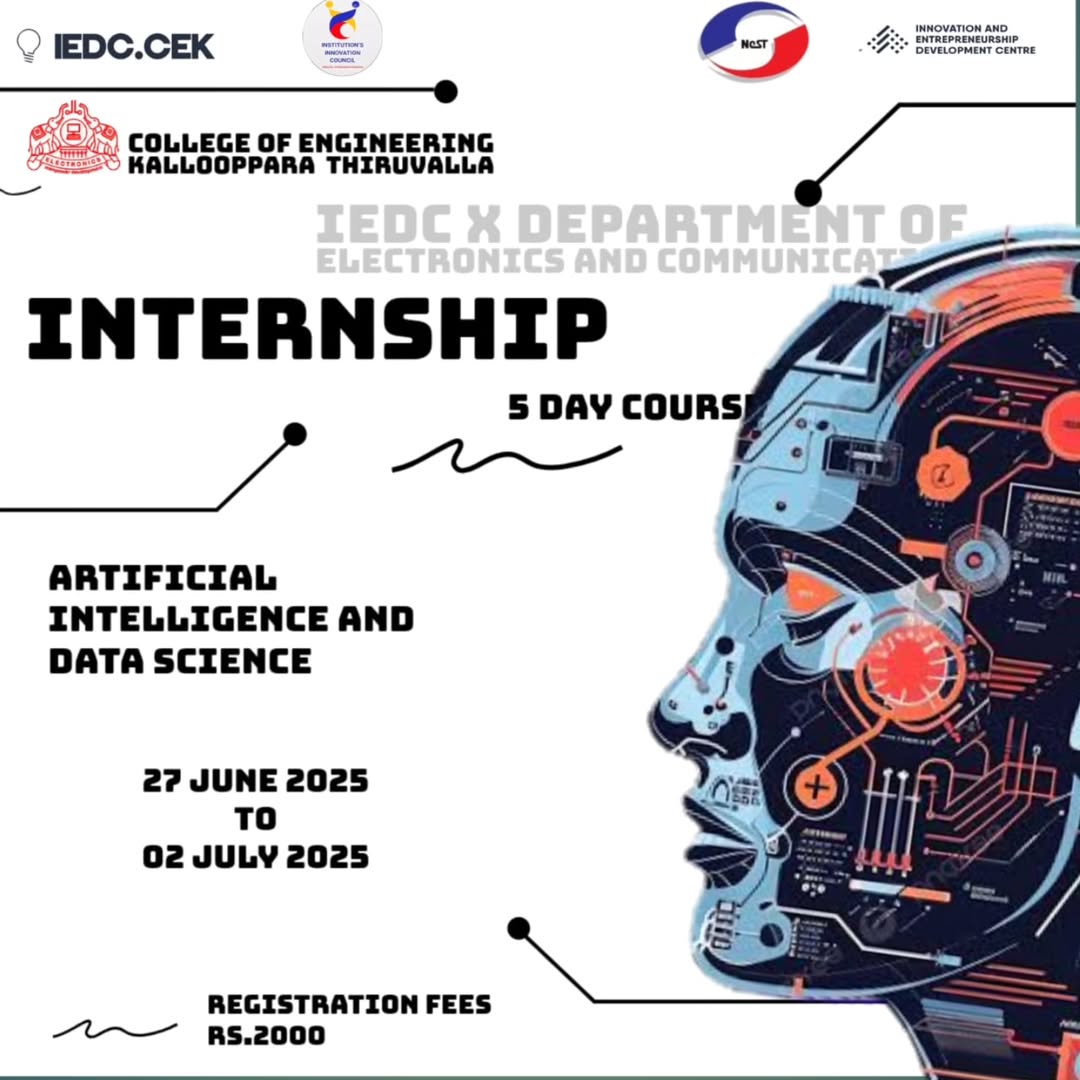 IEDC.CEK
INSTITUTION'S
INNOVATION
COUNCIL
NeST
INNOVATION AND
ENTREPRENEURSHIP
DEVELOPMENT CENTRE
ELECTRONICS
COLLEGE OF ENGINEERING
KALLOOPPARA THIRUVALLA
IEDC X DEPARTMENT OF
ELECTRONICS AND COMMUNICATI
INTERNSHIP
5 DAY COURS
ARTIFICIAL
INTELLIGENCE AND
DATA SCIENCE
27 JUNE 2025
TO
02 JULY 2025
REGISTRATION FEES
RS.2000